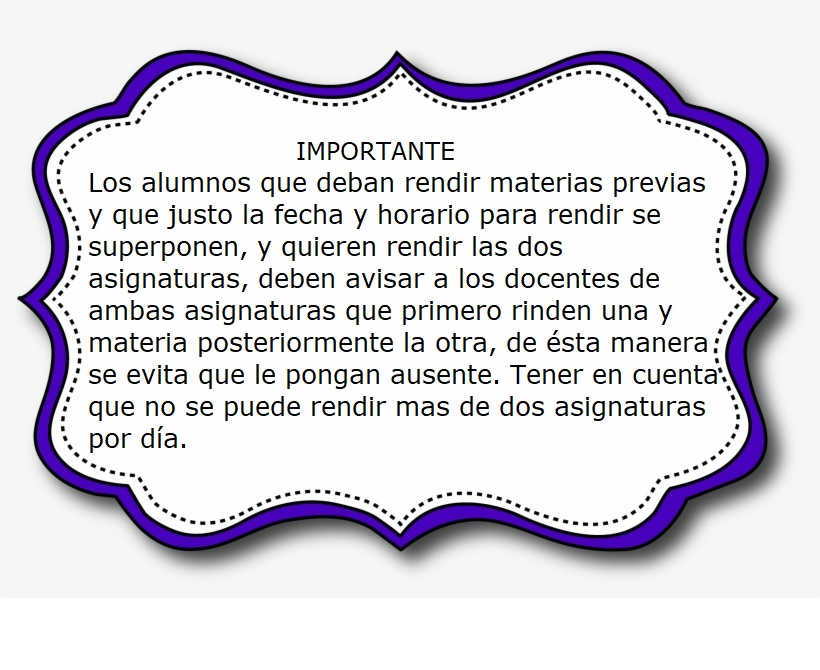 IMPORTANTE
Los alumnos que deban rendir materias previas
y que justo la fecha y horario para rendir se
superponen, y quieren rendir las dos
asignaturas, deben avisar a los docentes de
ambas asignaturas que primero rinden una y
materia posteriormente la otra, de ésta manera
se evita que le pongan ausente. Tener en cuenta
que no se puede rendir mas de dos asignaturas
por día.